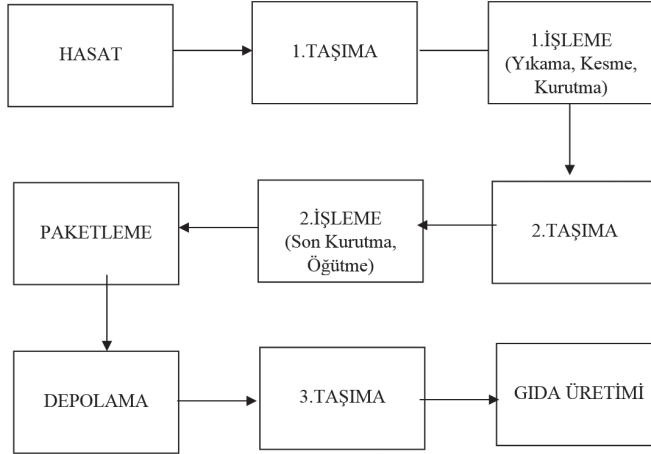 HASAT
1.TAŞIMA
1.İŞLEME
(Yıkama, Kesme,
Kurutma)
2.TAŞIMA
2.İŞLEME
(Son Kurutma,
Öğütme)
PAKETLEME
DEPOLAMA
3.TAŞIMA
GIDA ÜRETİMİ